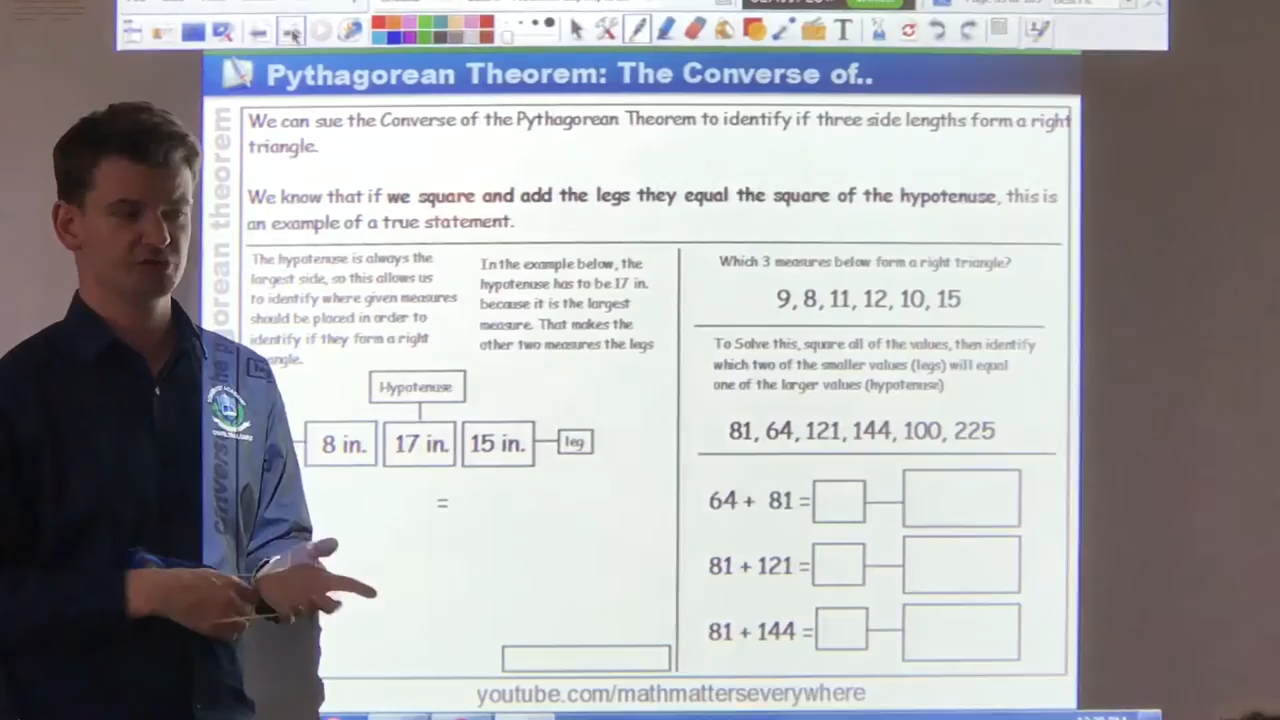 Pythagorean Theorem: The Converse of..
We can sue the Converse of the Pythagorean Theorem to identify if three side lengths form a right
triangle.
We know that if we square and add the legs they equal the square of the hypotenuse, this is
an example of a true statement.
The hypotenuse is always the
largest side, so this allows us
to identify where given measures
should be placed in order to
identify if they form a right
In the example below, the
hypotenuse has to be 17 in.
because it is the largest
measure. That makes the
other two measures the legs
Hypotenuse
8 in.
17 in.
15 in.
leg
=
Which 3 measures below form a right triangle?
9, 8, 11, 12, 10, 15
To Solve this, square all of the values, then identify
which two of the smaller values (legs) will equal
one of the larger values (hypotenuse)
81, 64, 121, 144, 100, 225
64 + 81 =
81 + 121 =
81 + 144 =
youtube.com/mathmatterseverywhere